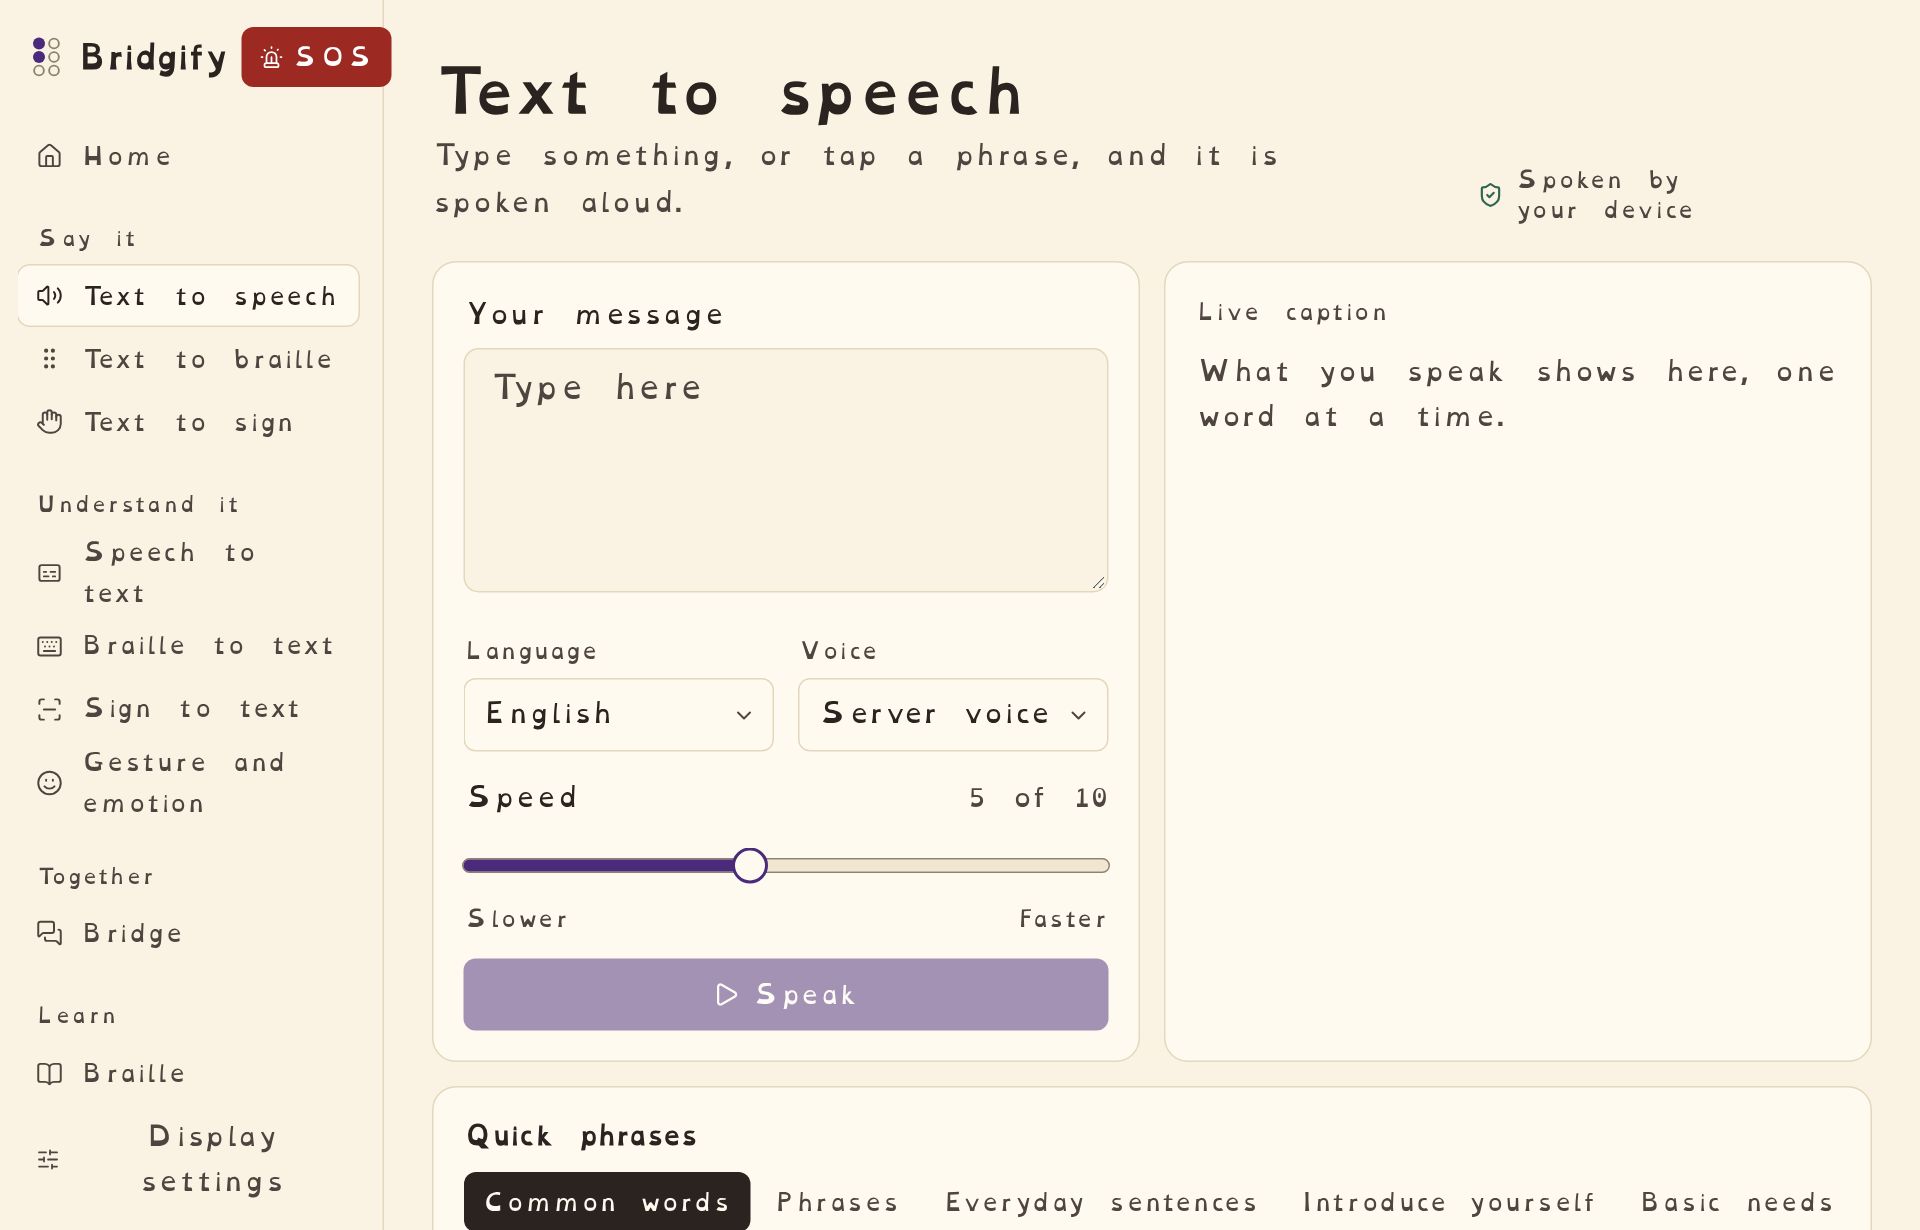 Bridgify
SOS
Home
Say it
Text to speech
Text to braille
Text to sign
Understand it
Speech to
text
Braille to text
Sign to text
Gesture and
emotion
Together
Bridge
Learn
Braille
Display
settings
Text to speech
Type something, or tap a phrase, and it is
spoken aloud.
Spoken by
your device
Your message
Type here
Language
Voice
English
Server voice
Speed
5 of 10
Slower
Faster
Speak
Live caption
What you speak shows here, one
word at a time.
Quick phrases
Common words
Phrases
Everyday sentences
Introduce yourself
Basic needs